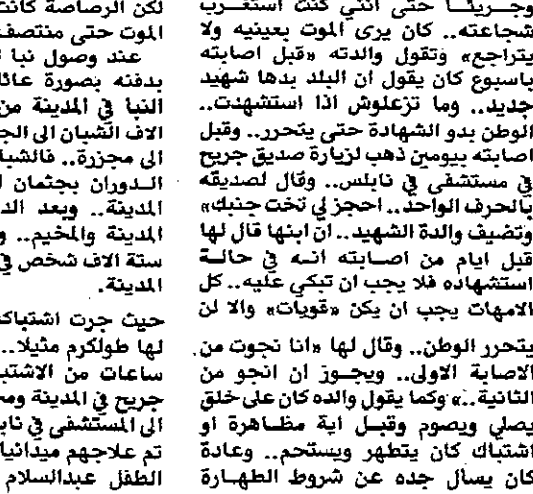 وجريئا حتى انني كنت استغرب
شجاعته.. كان يرى الموت بعينيه ولا
يتراجع» وتقول والدته «قبل اصابته
باسبوع كان يقول ان البلد بدها شهيد
جديد.. وما تزعلوش اذا استشهدت..
الوطن بدو الشهادة حتى يتحرر.. وقبل
اصابته بيومين ذهب لزيارة صديق جريح
في مستشفى في نابلس.. وقال لصديقه
بالحرف الواحد.. احجز لي تخت جنبك»
وتضيف والدة الشهيد.. ان ابنها قال لها
قبل ايام من اصابته انه في حالة
استشهاده فلا يجب ان تبكي عليه.. كل
الامهات يجب ان يكن «قويات» والا لن
يتحرر الوطن.. وقال لها «انا نجوت من
الاصابة الاولى.. ويجوز ان انجو من
الثانية..» وكما يقول والده كان على خلق
يصلي ويصوم وقبل اية مظاهرة او
اشتباك كان يتطهر ويستحم.. وعادة
كان يسأل جده عن شروط الطهارة
لكن الرصاصة كانت
الموت حتى منتصف
عند وصول نبا
بدفنه بصورة عائ
النبا في المدينة من
الاف الشبان الى الج
الى مجزرة.. فالشبا
الدوران بجثمان
المدينة.. وبعد الد
المدينة والمخيم.. و
ستة الاف شخص في
المدينة.
حيث جرت اشتباك
لها طولكرم مثيلا..
ساعات من الاشتب
جريح في المدينة ومخ
الى المستشفى في ناب
تم علاجهم ميدانيا
الطفل عبدالسلام